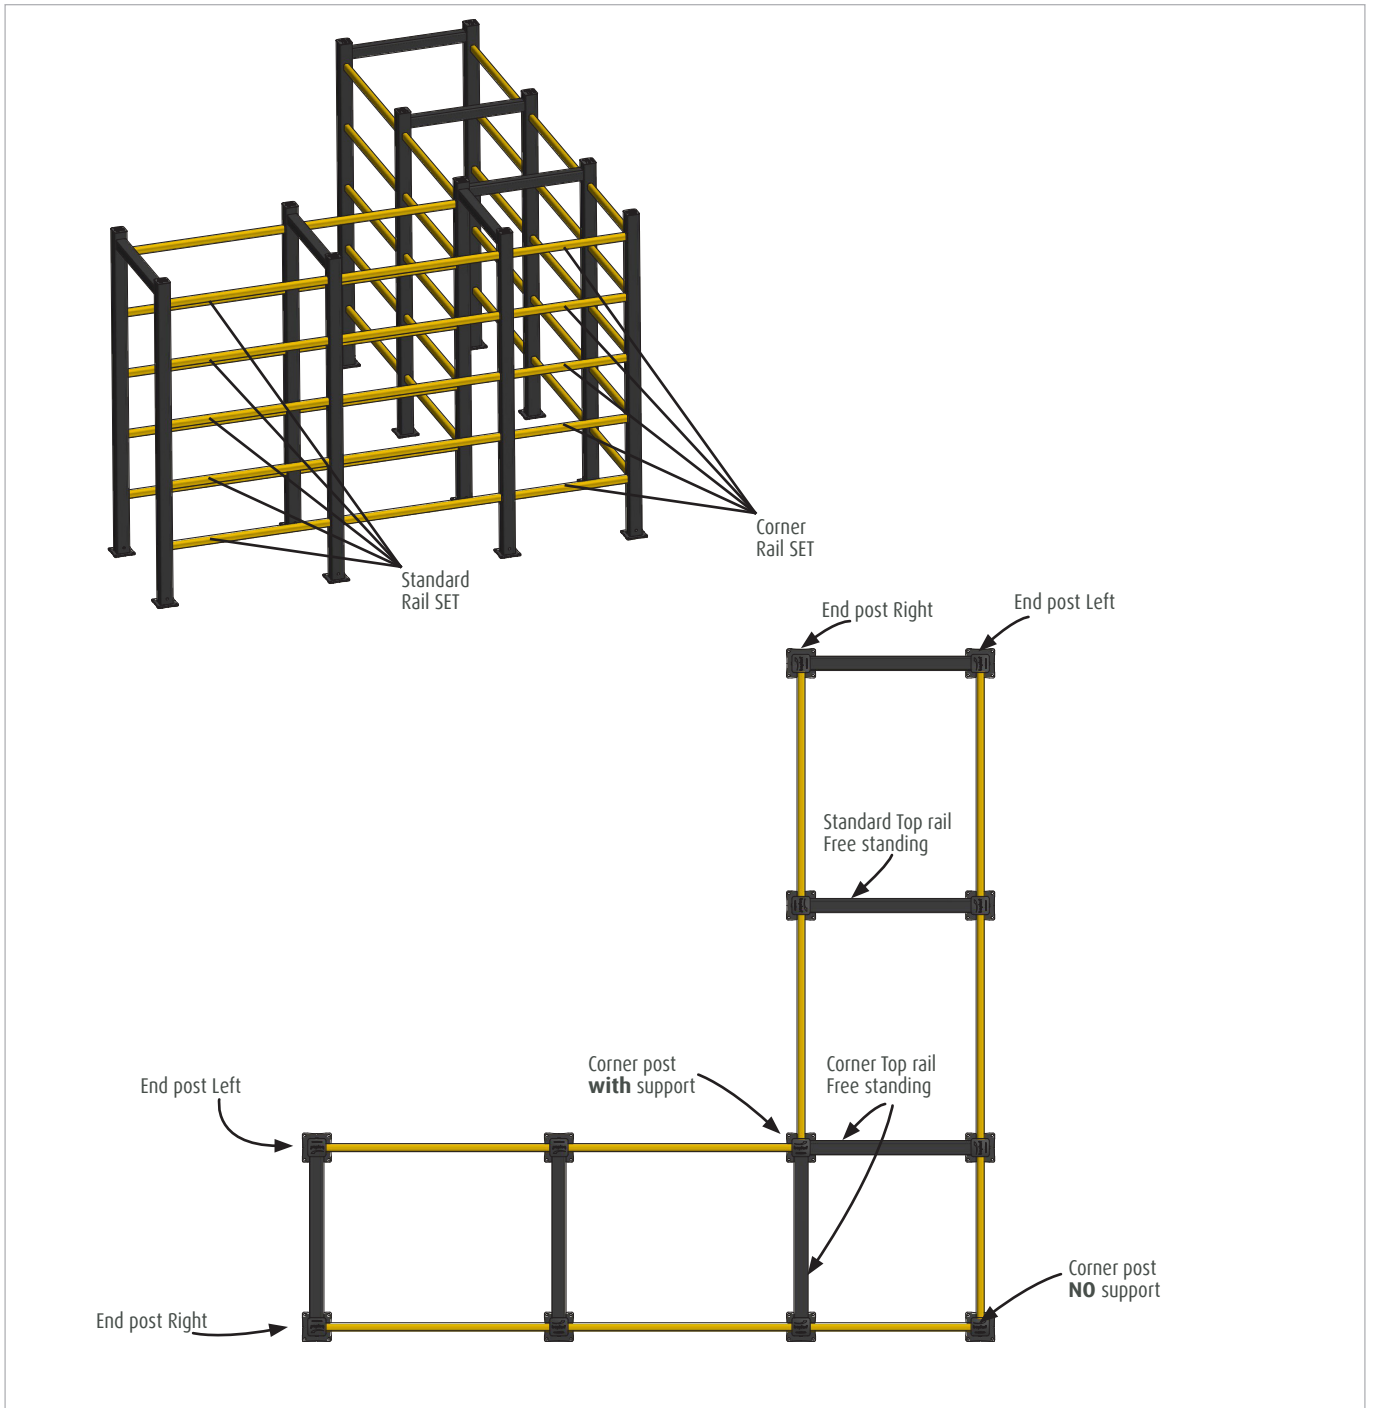 Corner
Rail SET
Standard
Rail SET
End post Right
End post Left
Standard Top rail
Free standing
Corner post
with support
Corner Top rail
Free standing
End post Left
Corner post
NO support
End post Right